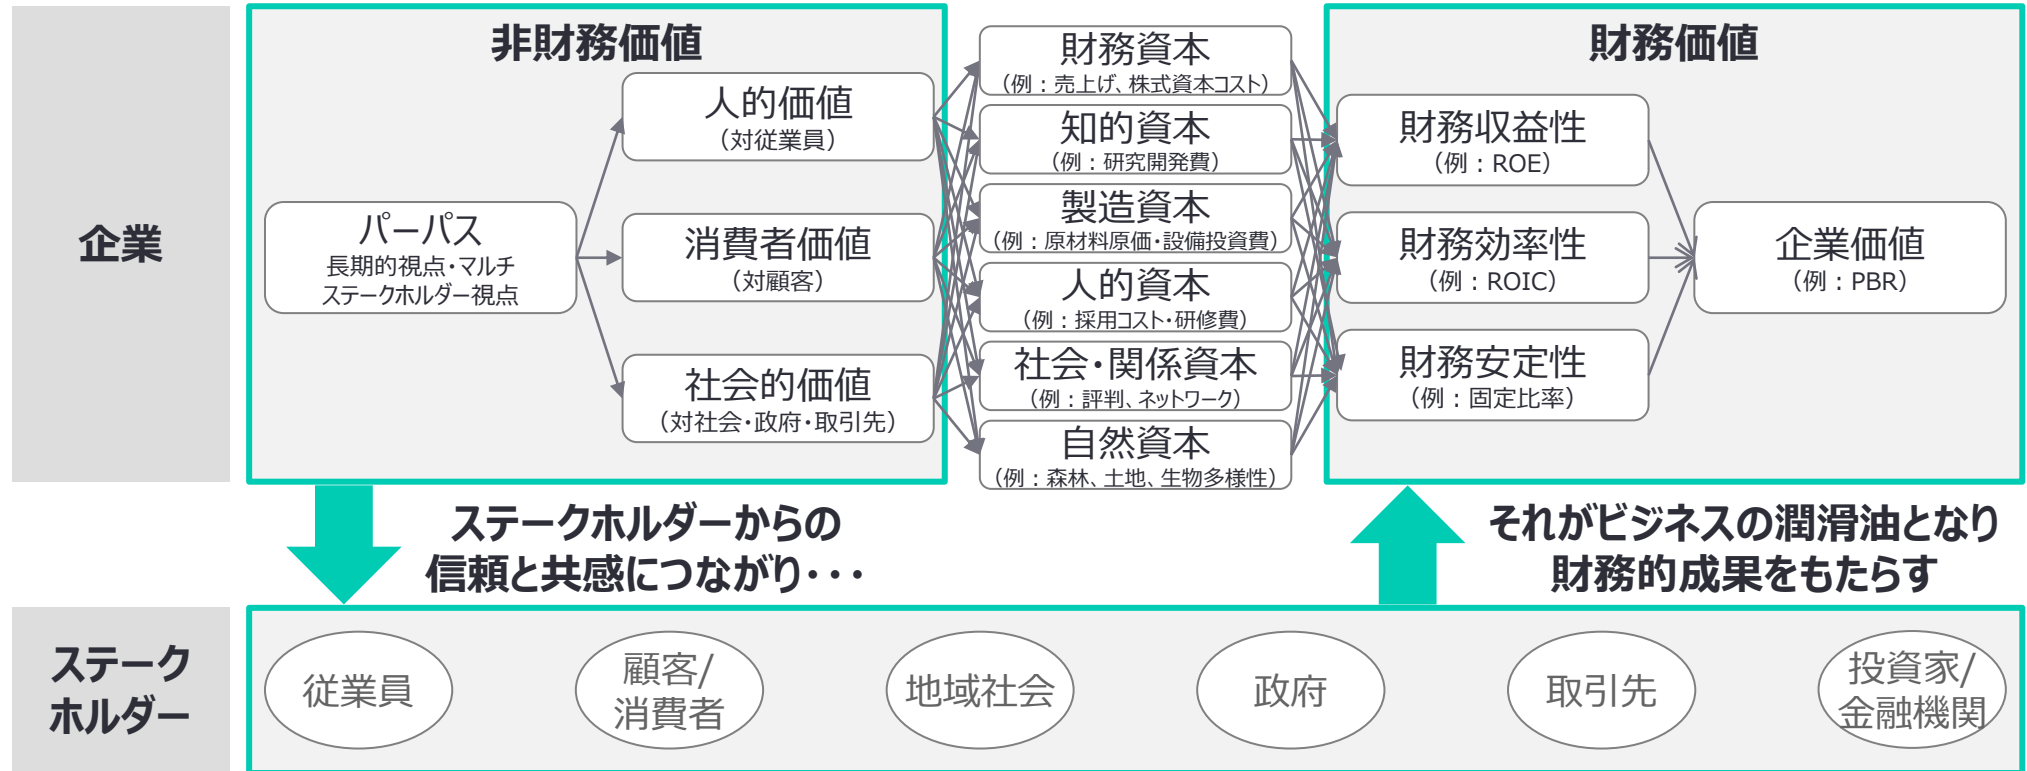 企業
非財務価値
パーパス
長期的視点・マルチ
ステークホルダー視点
人的価値
（対従業員）
消費者価値
（対顧客）
社会的価値
（対社会・政府・取引先）
財務資本
（例：売上げ、株式資本コスト）
知的資本
（例：研究開発費）
製造資本
（例：原材料原価・設備投資費）
人的資本
（例：採用コスト・研修費）
社会・関係資本
（例：評判、ネットワーク）
自然資本
（例：森林、土地、生物多様性）
財務価値
財務収益性
（例：ROE）
財務効率性
（例：ROIC）
財務安定性
（例：固定比率）
企業価値
（例：PBR）
ステークホルダーからの
信頼と共感につながり・・・
それがビジネスの潤滑油となり
財務的成果をもたらす
ステーク
ホルダー
従業員
顧客/
消費者
地域社会
政府
取引先
投資家/
金融機関